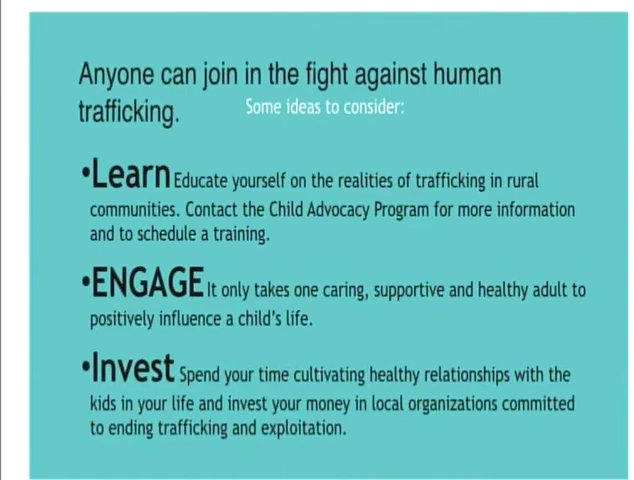 Anyone can join in the fight against human
trafficking. Some ideas to consider:
•Learn Educate yourself on the realities of trafficking in rural
communities. Contact the Child Advocacy Program for more information
and to schedule a training.
•ENGAGE It only takes one caring, supportive and healthy adult to
positively influence a child's life.
•Invest Spend your time cultivating healthy relationships with the
kids in your life and invest your money in local organizations committed
to ending trafficking and exploitation.